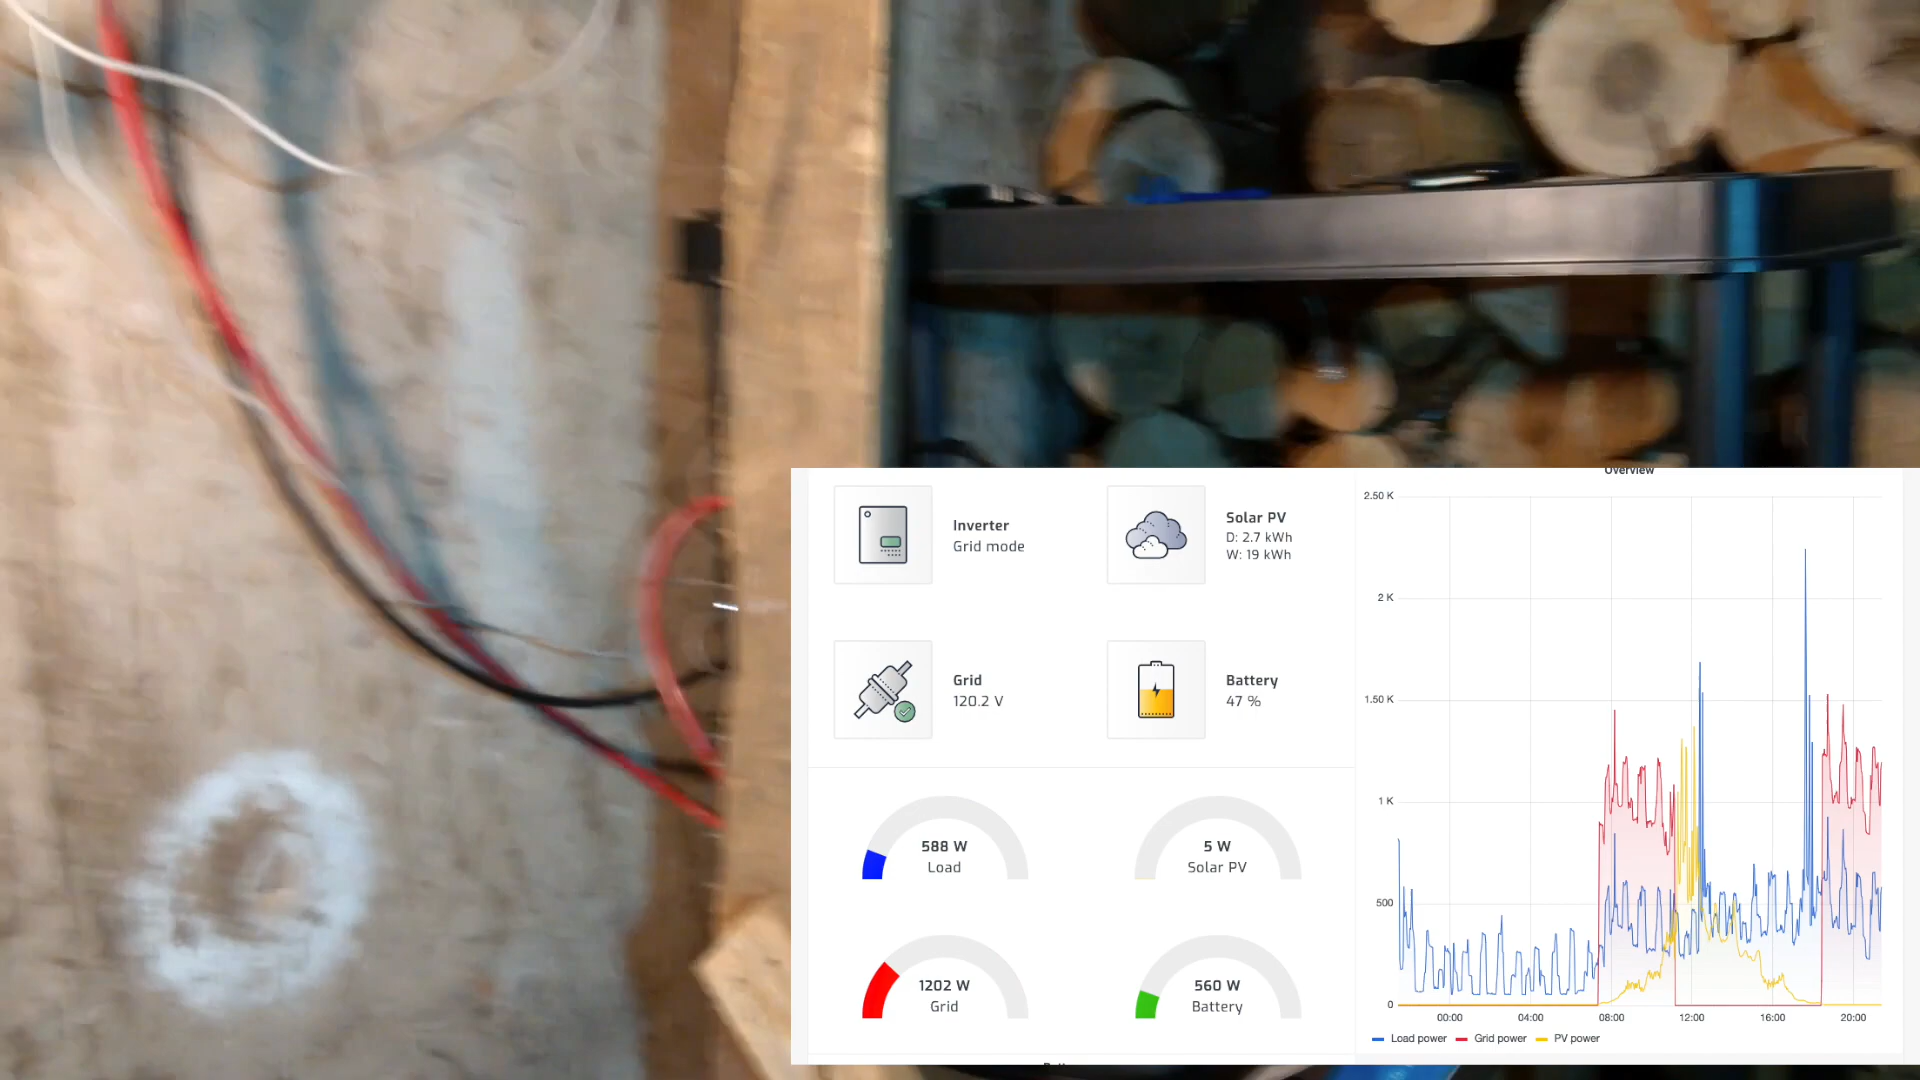 Overview
Inverter
Grid mode
Solar PV
D: 2.7 kWh
W: 19 kWh
Grid
120.2 V
Battery
47 %
588 W
Load
5 W
Solar PV
1202 W
Grid
560 W
Battery
2.50 K
2 K
1.50 K
1 K
500
0
00:00 04:00 08:00 12:00 16:00 20:00
Load power Grid power PV power